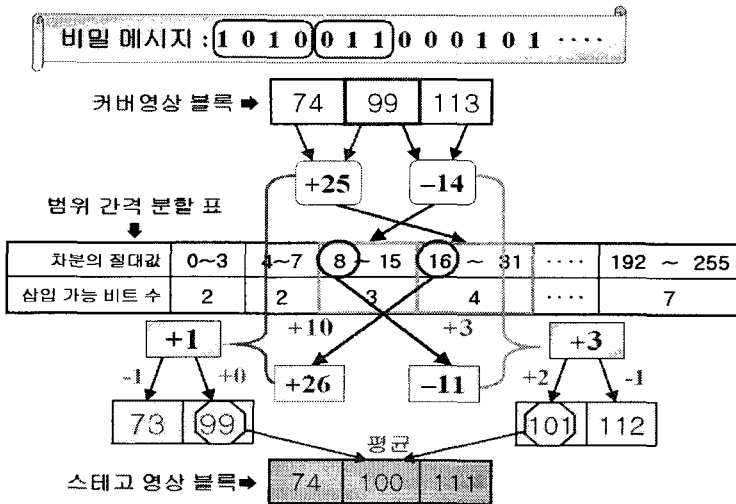 비밀 메시지 : 1 0 1 0 0 1 1 0 0 0 1 0 1 ····
커버영상 블록 ➡ 74 99 113
+25 −14
범위 간격 분할 표
차분의 절대값 0~3 4~7 8 ~ 15 16 ~ 31 ···· 192 ~ 255
삽입 가능 비트 수 2 2 3 4 ···· 7
+10 +3
+1 +3
-1 +0 +26 −11 +2 -1
73 99 101 112
평균
스테고 영상 블록➡ 74 100 111